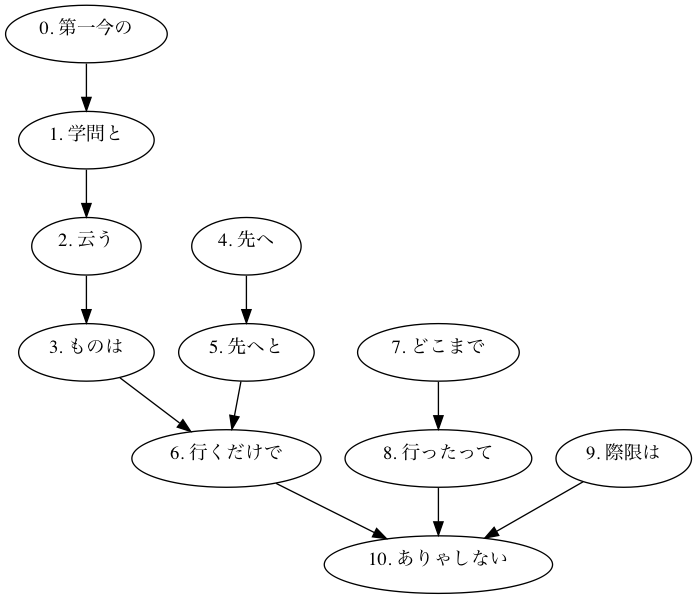 0. 第一今の
1. 学問と
2. 云う
3. ものは
4. 先へ
5. 先へと
6. 行くだけで
7. どこまで
8. 行ったって
9. 際限は
10. ありゃしない